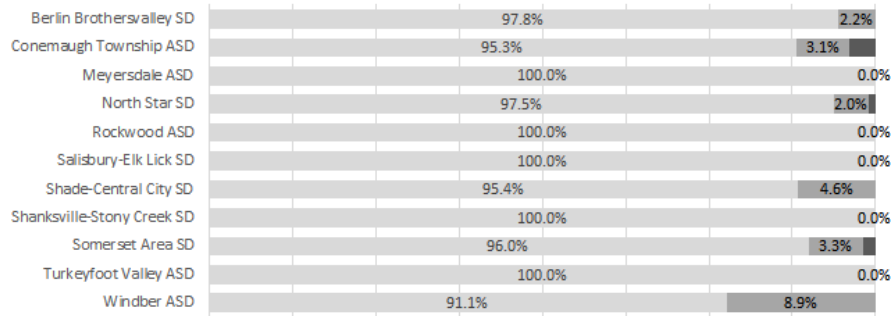 Berlin Brothersvalley SD 97.8% 2.2%
Conemaugh Township ASD 95.3% 3.1%
Meyersdale ASD 100.0% 0.0%
North Star SD 97.5% 2.0%
Rockwood ASD 100.0% 0.0%
Salisbury-Elk Lick SD 100.0% 0.0%
Shade-Central City SD 95.4% 4.6%
Shanksville-Stony Creek SD 100.0% 0.0%
Somerset Area SD 96.0% 3.3%
Turkeyfoot Valley ASD 100.0% 0.0%
Windber ASD 91.1% 8.9%